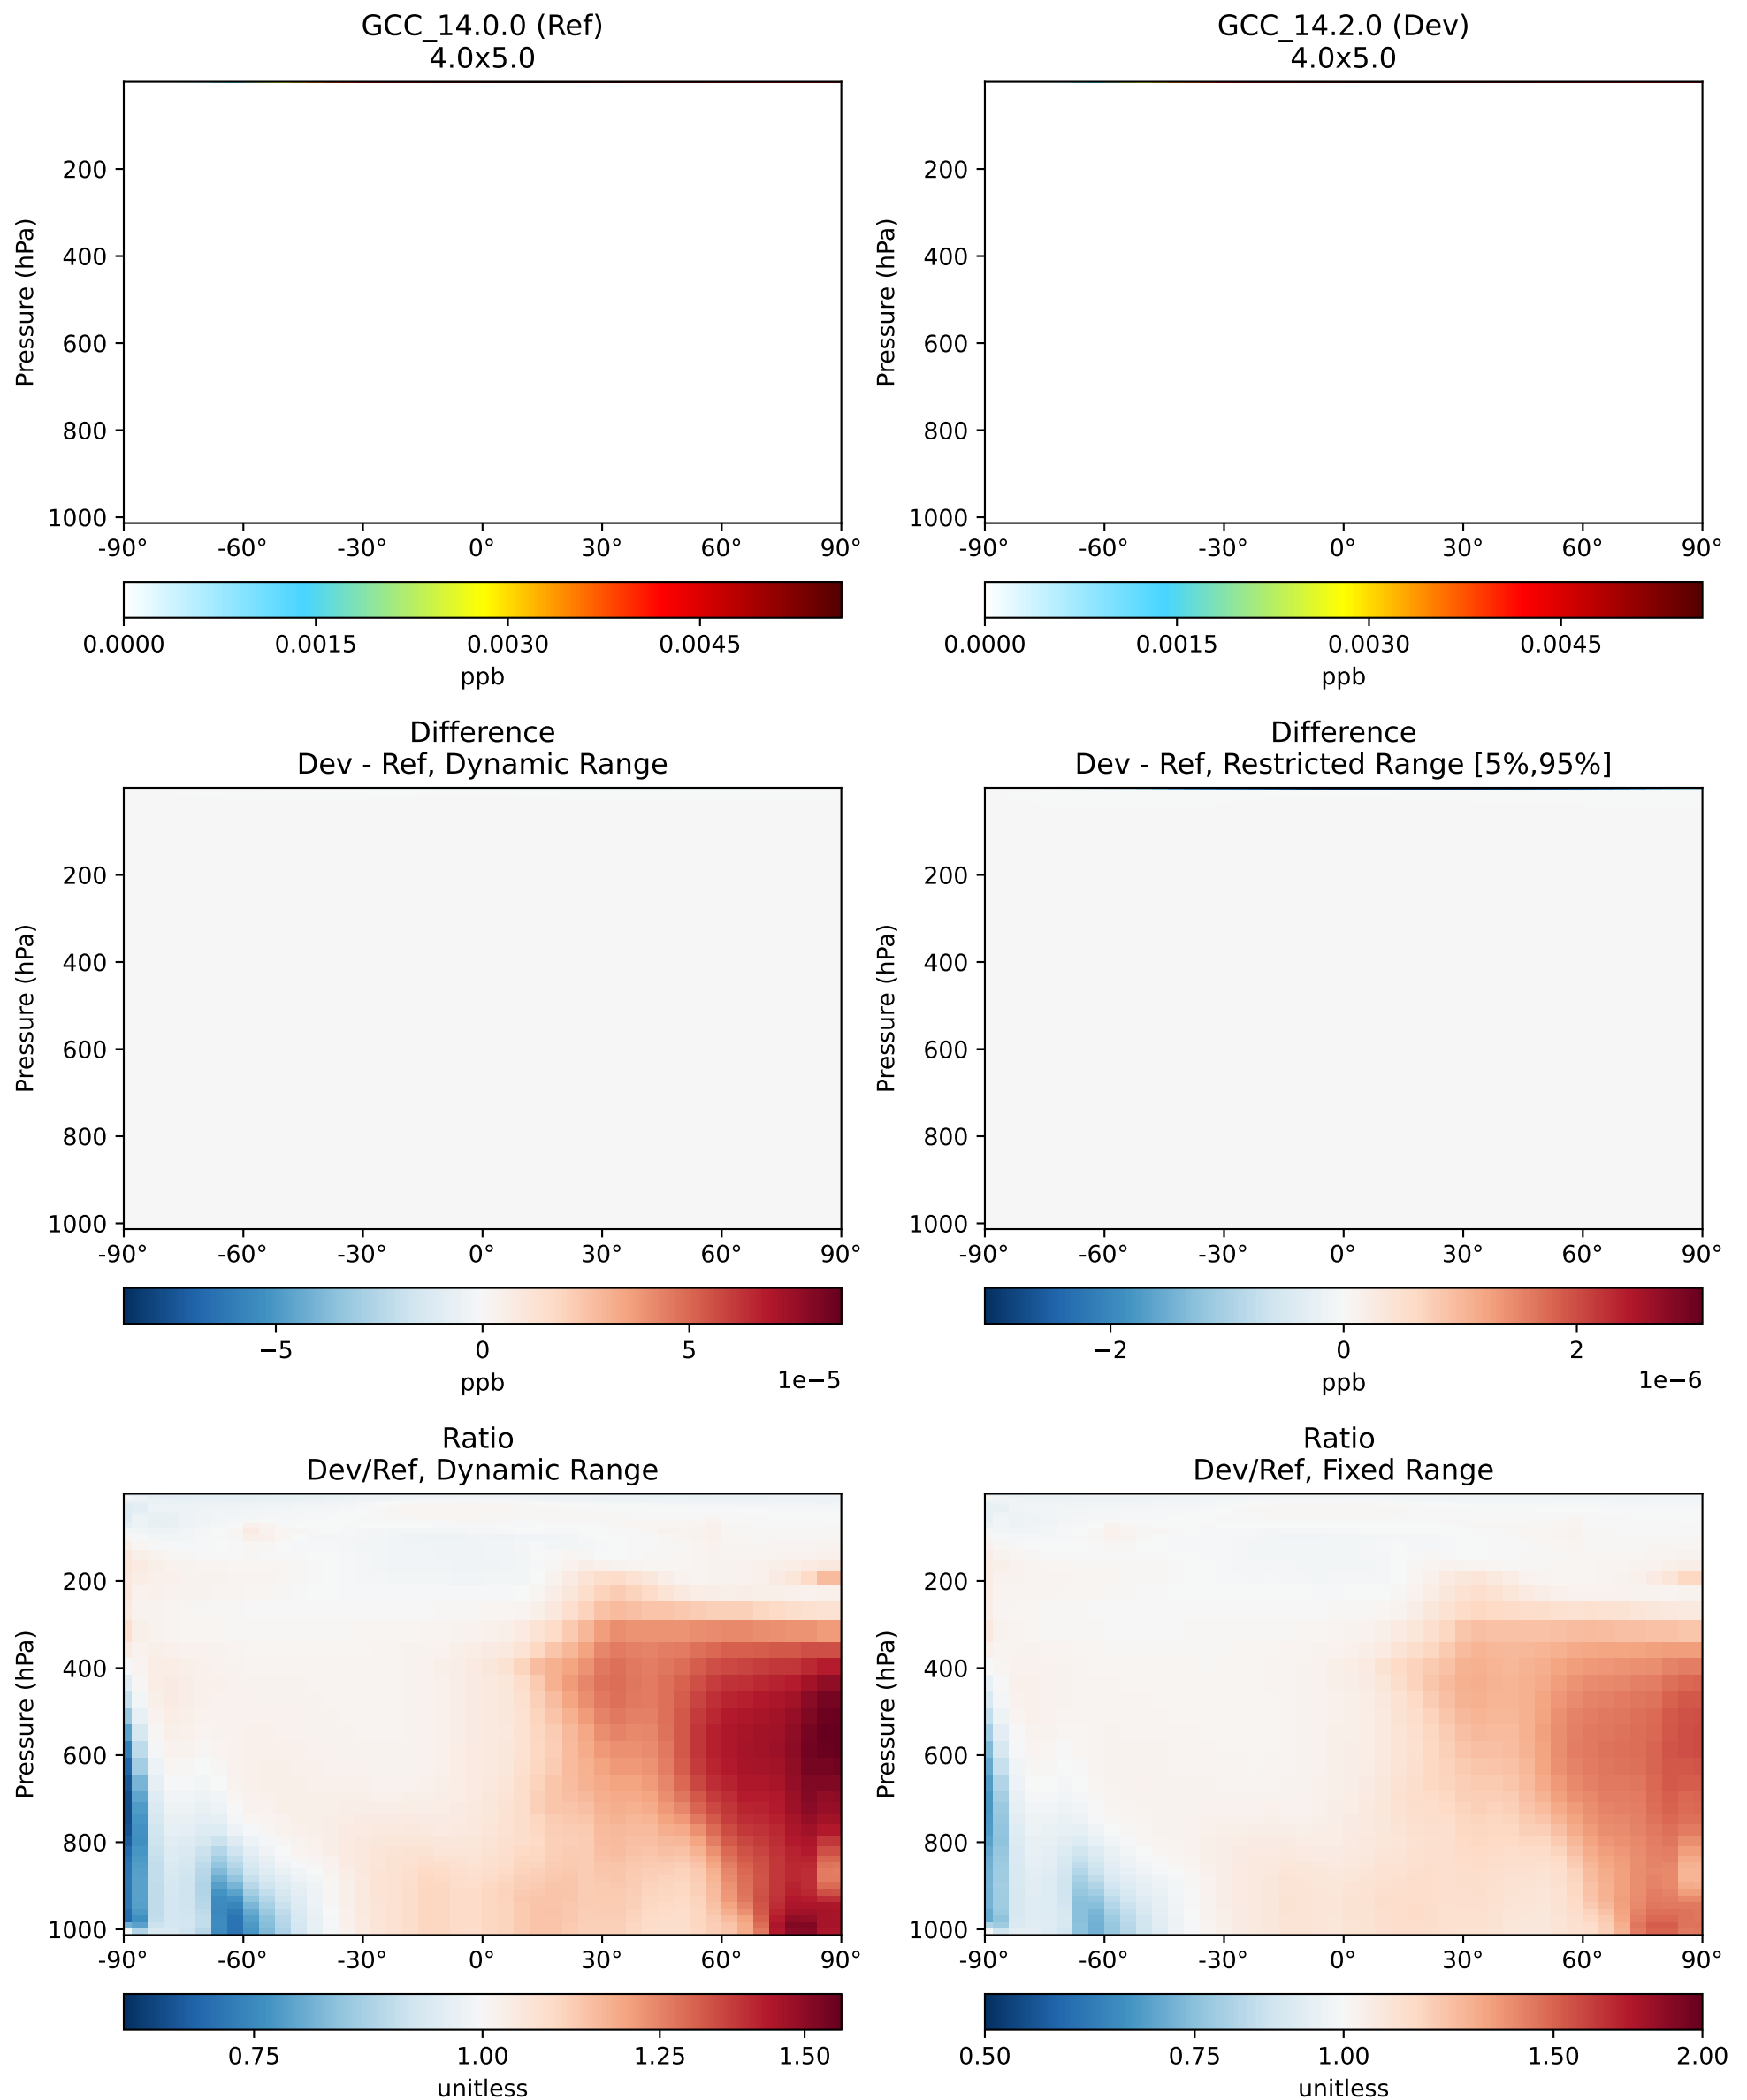 GCC_14.0.0 (Ref)
4.0x5.0
Pressure (hPa)
200
400
600
800
1000
-90° -60° -30° 0° 30° 60° 90°
0.0000 0.0015 0.0030 0.0045
ppb
GCC_14.2.0 (Dev)
4.0x5.0
Pressure (hPa)
200
400
600
800
1000
-90° -60° -30° 0° 30° 60° 90°
0.0000 0.0015 0.0030 0.0045
ppb
Difference
Dev - Ref, Dynamic Range
Pressure (hPa)
200
400
600
800
1000
-90° -60° -30° 0° 30° 60° 90°
−5 0 5
ppb
1e−5
Difference
Dev - Ref, Restricted Range [5%,95%]
Pressure (hPa)
200
400
600
800
1000
-90° -60° -30° 0° 30° 60° 90°
−2 0 2
ppb
1e−6
Ratio
Dev/Ref, Dynamic Range
Pressure (hPa)
200
400
600
800
1000
-90° -60° -30° 0° 30° 60° 90°
0.75 1.00 1.25 1.50
unitless
Ratio
Dev/Ref, Fixed Range
Pressure (hPa)
200
400
600
800
1000
-90° -60° -30° 0° 30° 60° 90°
0.50 0.75 1.00 1.50 2.00
unitless